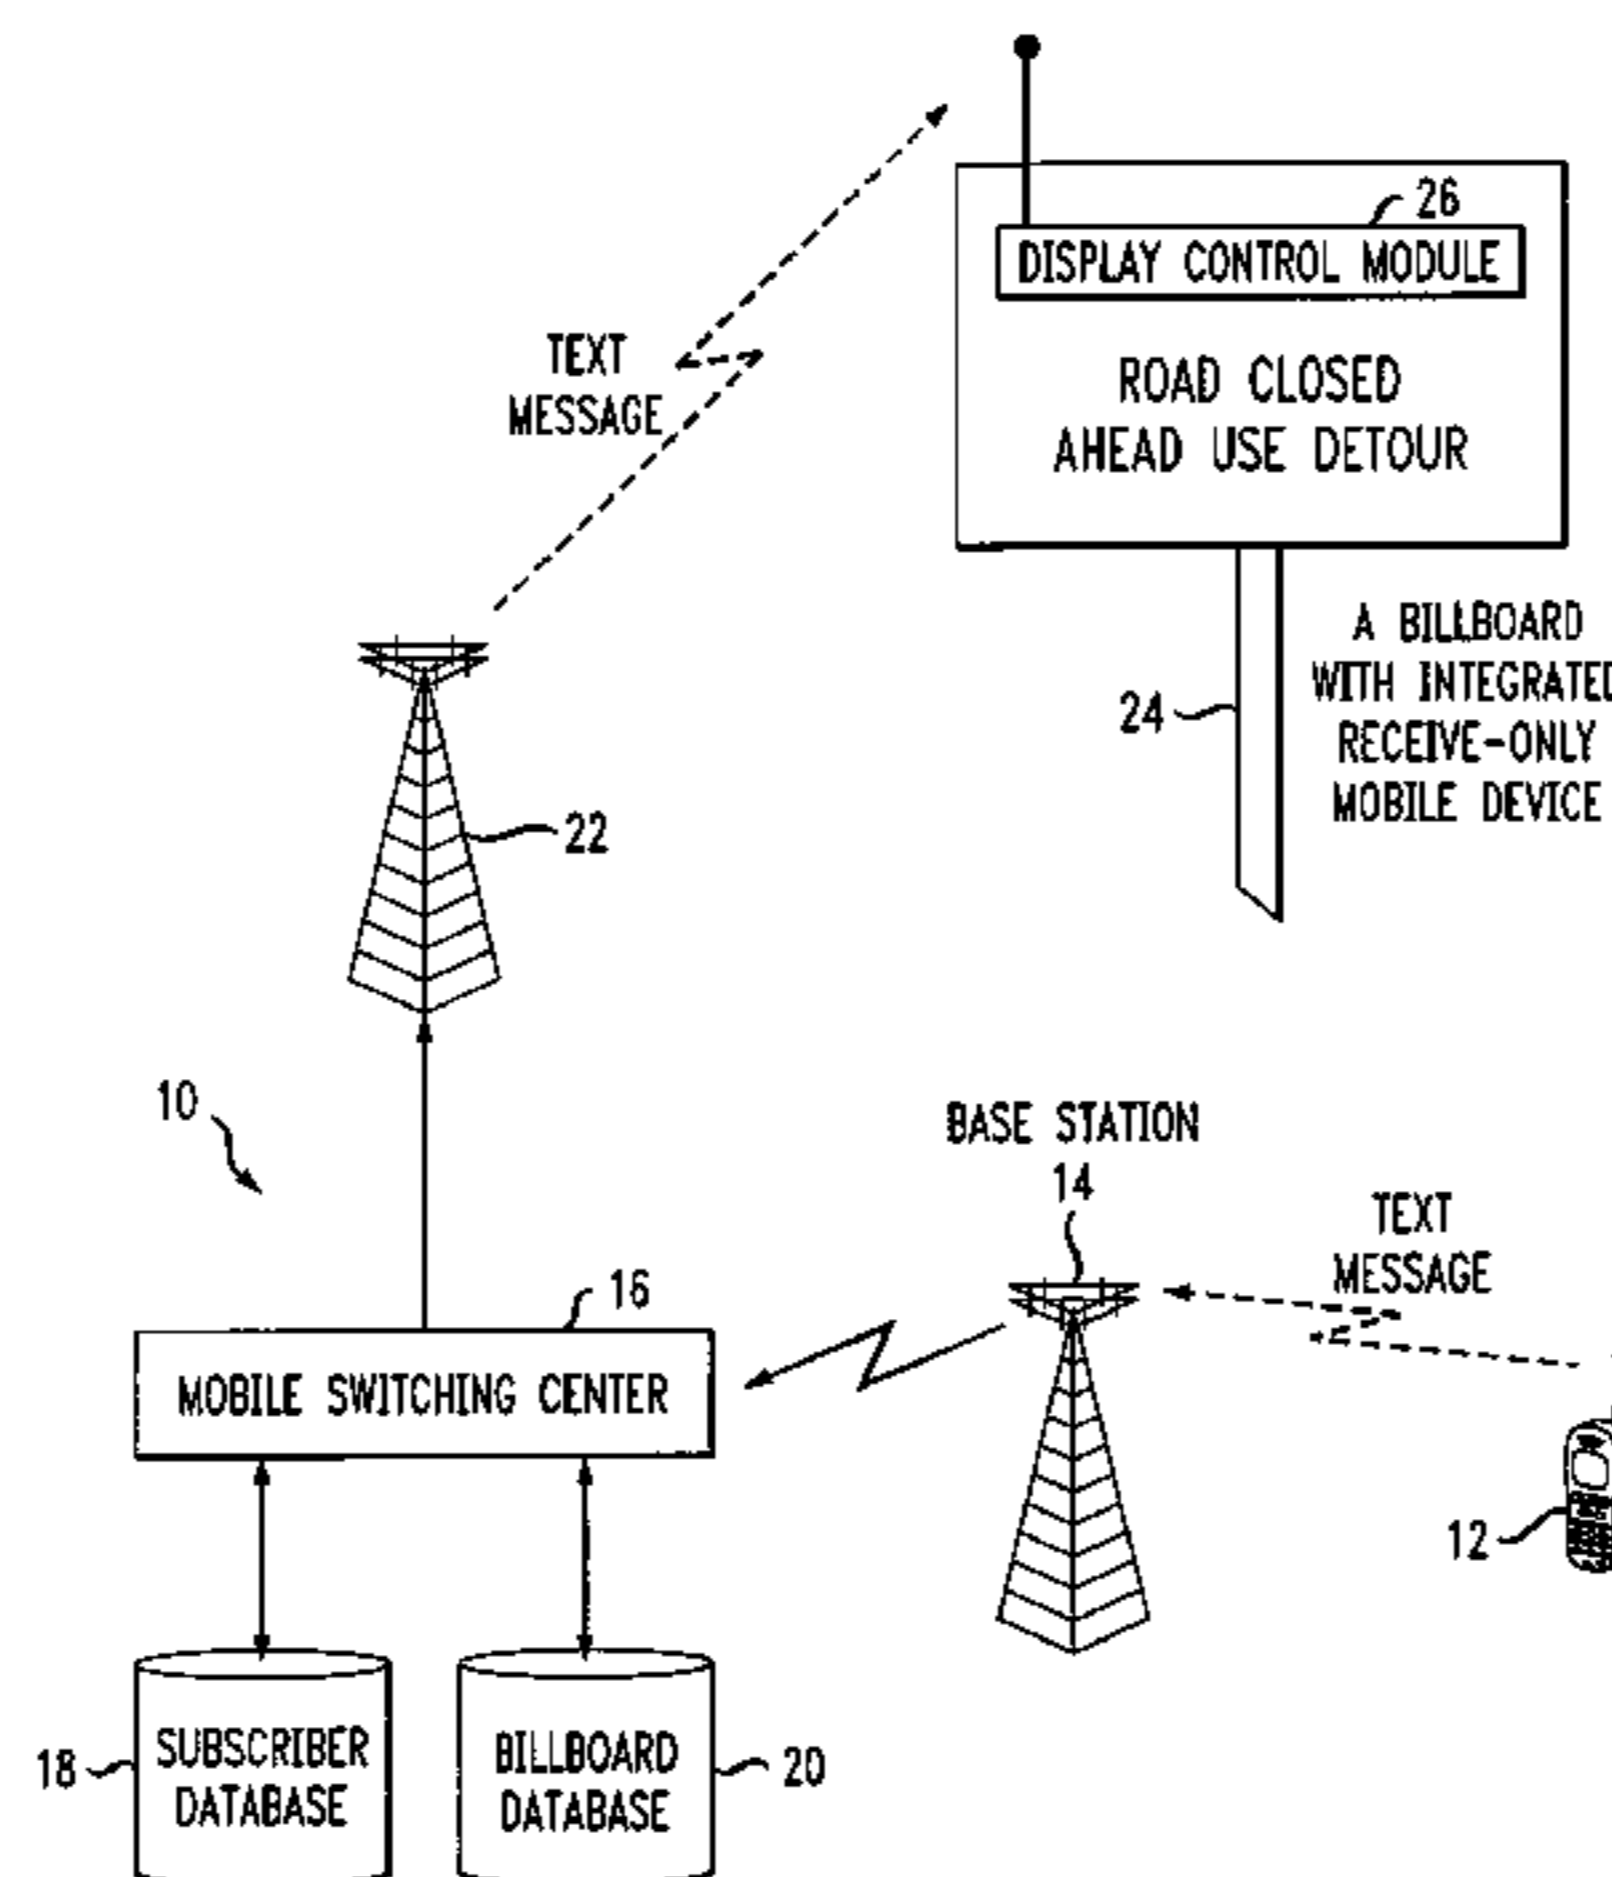 26
DISPLAY CONTROL MODULE
ROAD CLOSED
AHEAD USE DETOUR
TEXT
MESSAGE
A BILLBOARD
WITH INTEGRATED
RECEIVE-ONLY
MOBILE DEVICE
24
22
10
BASE STATION
14
TEXT
MESSAGE
16
MOBILE SWITCHING CENTER
12
SUBSCRIBER
DATABASE
18
BILLBOARD
DATABASE
20